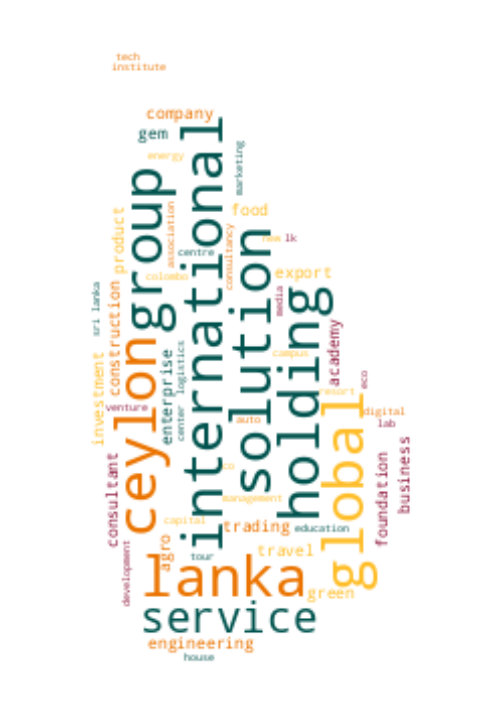 tech
institute
company
gem
energy
marketing
group
international
association
product
food
consultancy
new
lk
centre
solution
colombo
export
sri lanka
construction
media
holding
academy
ceylon
investment
enterprise
logistics
center
campus
eco
resort
venture
global
digital
auto
lab
consultant
business
foundation
co
management
capital
trading
education
agro
tour
travel
development
lanka
green
service
engineering
house